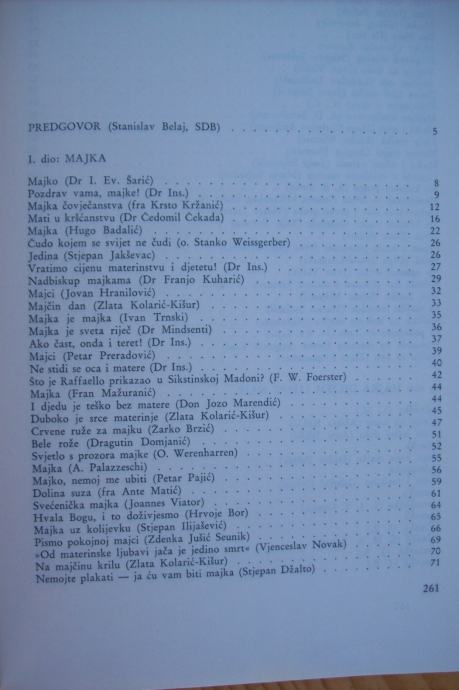 PREDGOVOR (Stanislav Belaj, SDB) . . . . . . . . . . 5
I. dio: MAJKA
Majko (Dr I. Ev. Šarić) . . . . . . . . . . 8
Pozdrav vama, majke! (Dr Ins.) . . . . . . . . . . 9
Majka čovječanstva (fra Krsto Kržanić) . . . . . . . . . . 12
Mati u kršćanstvu (Dr Čedomil Čekada) . . . . . . . . . . 16
Majka (Hugo Badalić) . . . . . . . . . . 22
Čudo kojem se svijet ne čudi (o. Stanko Weissgerber) . . . . . . . . . . 26
Jedina (Stjepan Jakševac) . . . . . . . . . . 26
Vratimo cijenu materinstvu i djetetu! (Dr Ins.) . . . . . . . . . . 27
Nadbiskup majkama (Dr Franjo Kuharić) . . . . . . . . . . 29
Majci (Jovan Hranilović) . . . . . . . . . . 32
Majčin dan (Zlata Kolarić-Kišur) . . . . . . . . . . 33
Majka je majka (Ivan Trnski) . . . . . . . . . . 35
Majka je sveta riječ (Dr Mindsenti) . . . . . . . . . . 36
Ako čast, onda i teret! (Dr Ins.) . . . . . . . . . . 37
Majci (Petar Preradović) . . . . . . . . . . 39
Ne stidi se oca i matere (Dr Ins.) . . . . . . . . . . 40
Što je Raffaello prikazao u Sikstinskoj Madoni? (F. W. Foerster) . . . . . . . . . . 42
Majka (Fran Mažuranić) . . . . . . . . . . 44
I djedu je teško bez matere (Don Jozo Marendić) . . . . . . . . . . 44
Duboko je srce materinje (Zlata Kolarić-Kišur) . . . . . . . . . . 45
Crvene ruže za majku (Žarko Brzić) . . . . . . . . . . 47
Bele rože (Dragutin Domjanić) . . . . . . . . . . 51
Svjetlo s prozora majke (O. Werenharren) . . . . . . . . . . 52
Majka (A. Palazzeschi) . . . . . . . . . . 55
Majko, nemoj me ubiti (Petar Pajić) . . . . . . . . . . 56
Dolina suza (fra Ante Matić) . . . . . . . . . . 59
Svećenička majka (Joannes Viator) . . . . . . . . . . 61
Hvala Bogu, i to doživjesmo (Hrvoje Bor) . . . . . . . . . . 64
Majka uz kolijevku (Stjepan Ilijašević) . . . . . . . . . . 65
Pismo pokojnoj majci (Zdenka Jušić Seunik) . . . . . . . . . . 66
»Od materinske ljubavi jača je jedino smrt« (Vjenceslav Novak) . . . . . . . . . . 69
Na majčinu krilu (Zlata Kolarić-Kišur) . . . . . . . . . . 70
Nemojte plakati — ja ću vam biti majka (Stjepan Džalto) . . . . . . . . . . 71
261